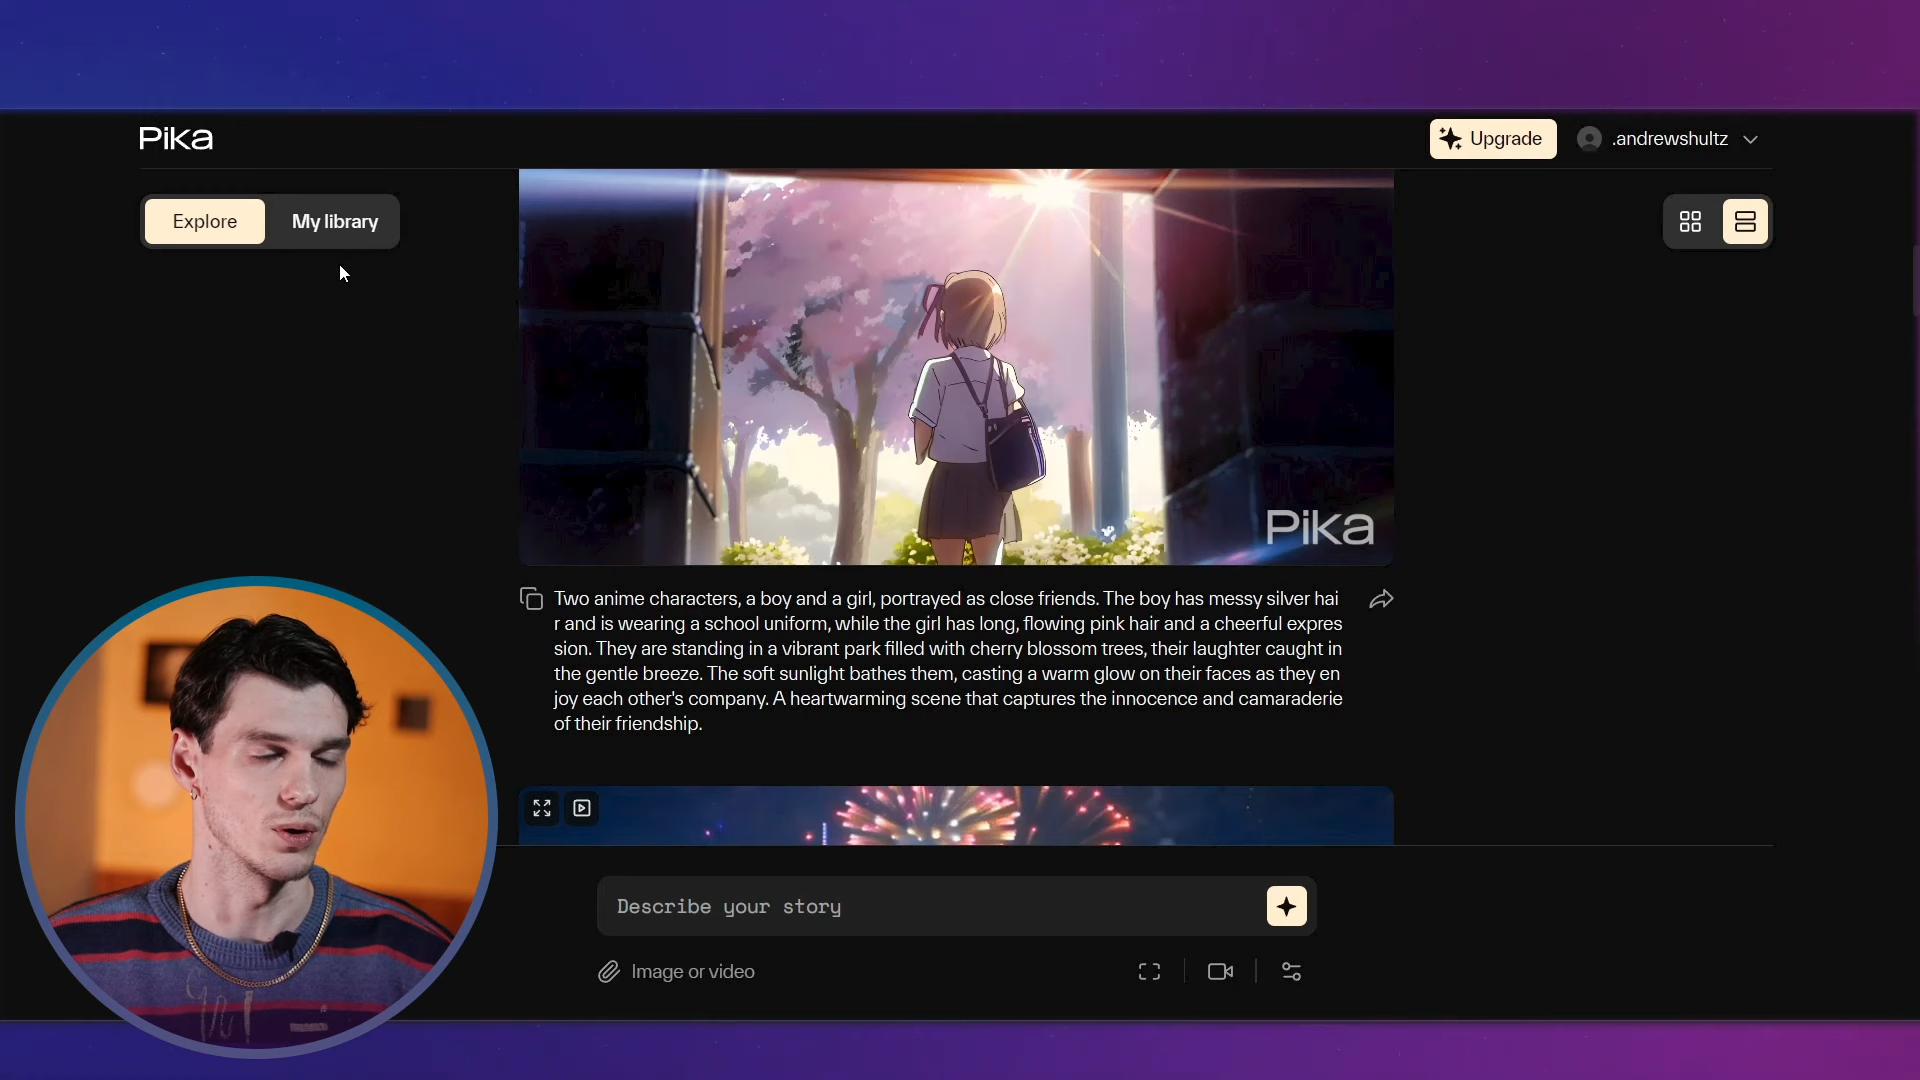 Pika
Upgrade
.andrewshultz
Explore
My library
Pika
Two anime characters, a boy and a girl, portrayed as close friends. The boy has messy silver hai
r and is wearing a school uniform, while the girl has long, flowing pink hair and a cheerful expres
sion. They are standing in a vibrant park filled with cherry blossom trees, their laughter caught in
the gentle breeze. The soft sunlight bathes them, casting a warm glow on their faces as they en
joy each other's company. A heartwarming scene that captures the innocence and camaraderie
of their friendship.
Describe your story
Image or video